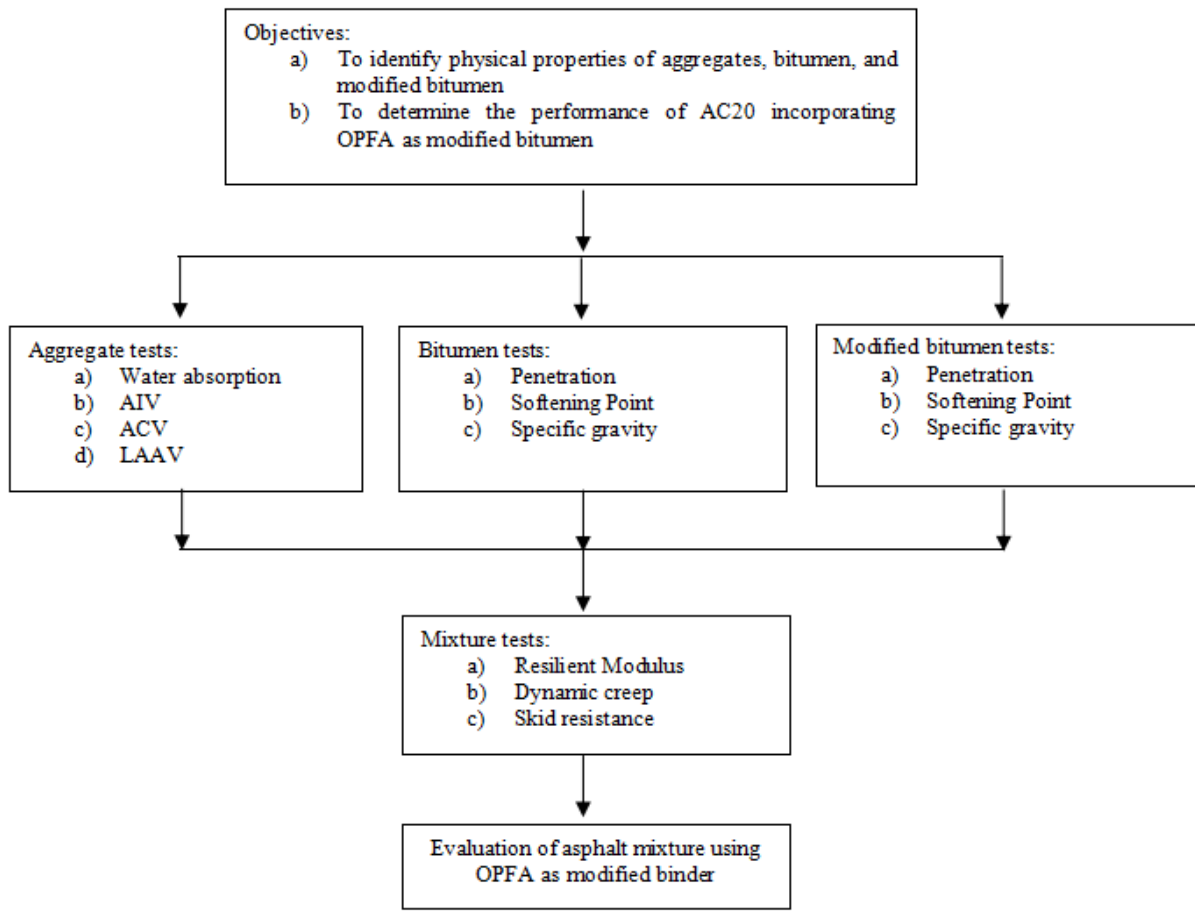 Objectives:
a) To identify physical properties of aggregates, bitumen, and
modified bitumen
b) To determine the performance of AC20 incorporating
OPFA as modified bitumen
Aggregate tests:
a) Water absorption
b) AIV
c) ACV
d) LAAV
Bitumen tests:
a) Penetration
b) Softening Point
c) Specific gravity
Modified bitumen tests:
a) Penetration
b) Softening Point
c) Specific gravity
Mixture tests:
a) Resilient Modulus
b) Dynamic creep
c) Skid resistance
Evaluation of asphalt mixture using
OPFA as modified binder